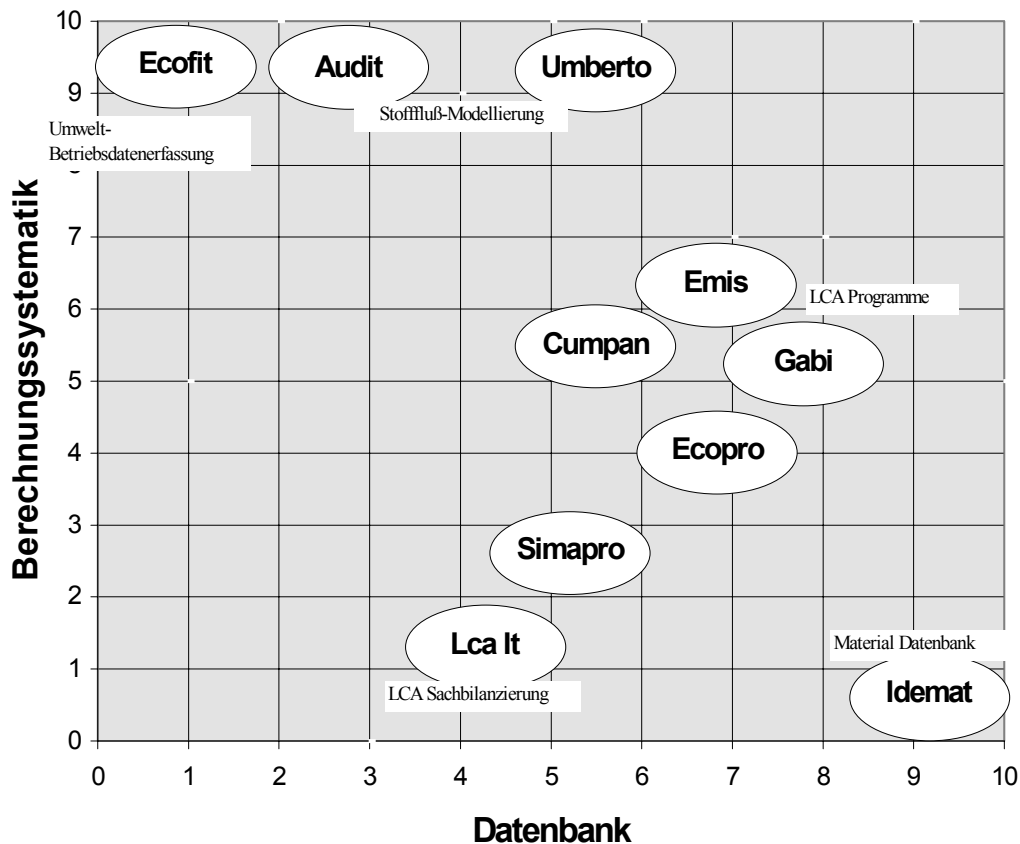 10
Ecofit
Audit
Umberto
9
Stofffluß-Modellierung
Umwelt-
Betriebsdatenerfassung
7
Emis
LCA Programme
6
Cumpan
Gabi
5
Ecopro
4
3
Simapro
2
Lca It
Material Datenbank
1
LCA Sachbilanzierung
Idemat
0
0 1 2 3 4 5 6 7 8 9 10
Datenbank
Berechnungssystematik